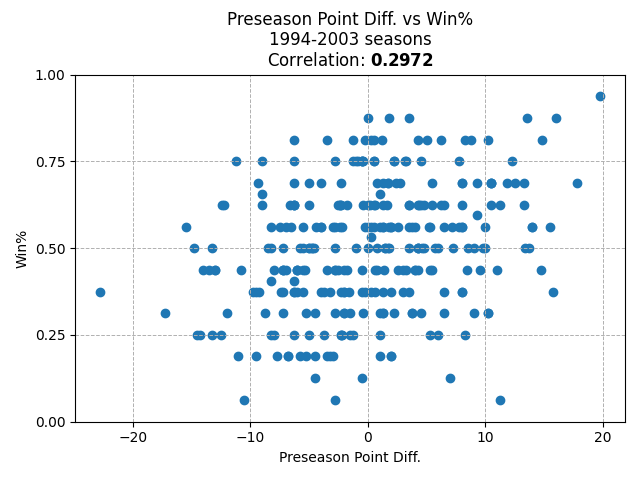 Preseason Point Diff. vs Win%
1994-2003 seasons
Correlation: 0.2972
1.00
0.75
0.50
0.25
0.00
Win%
−20
−10
0
10
20
Preseason Point Diff.